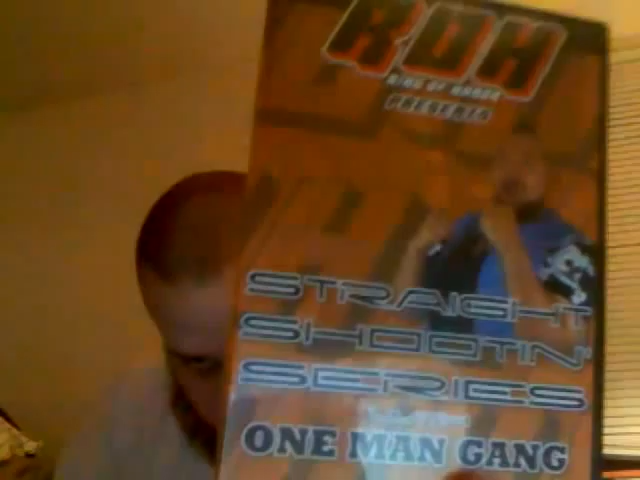 ROH
RING OF HONOR
PRESENTS
STRAIGHT
SHOOTIN'
SERIES
ONE MAN GANG